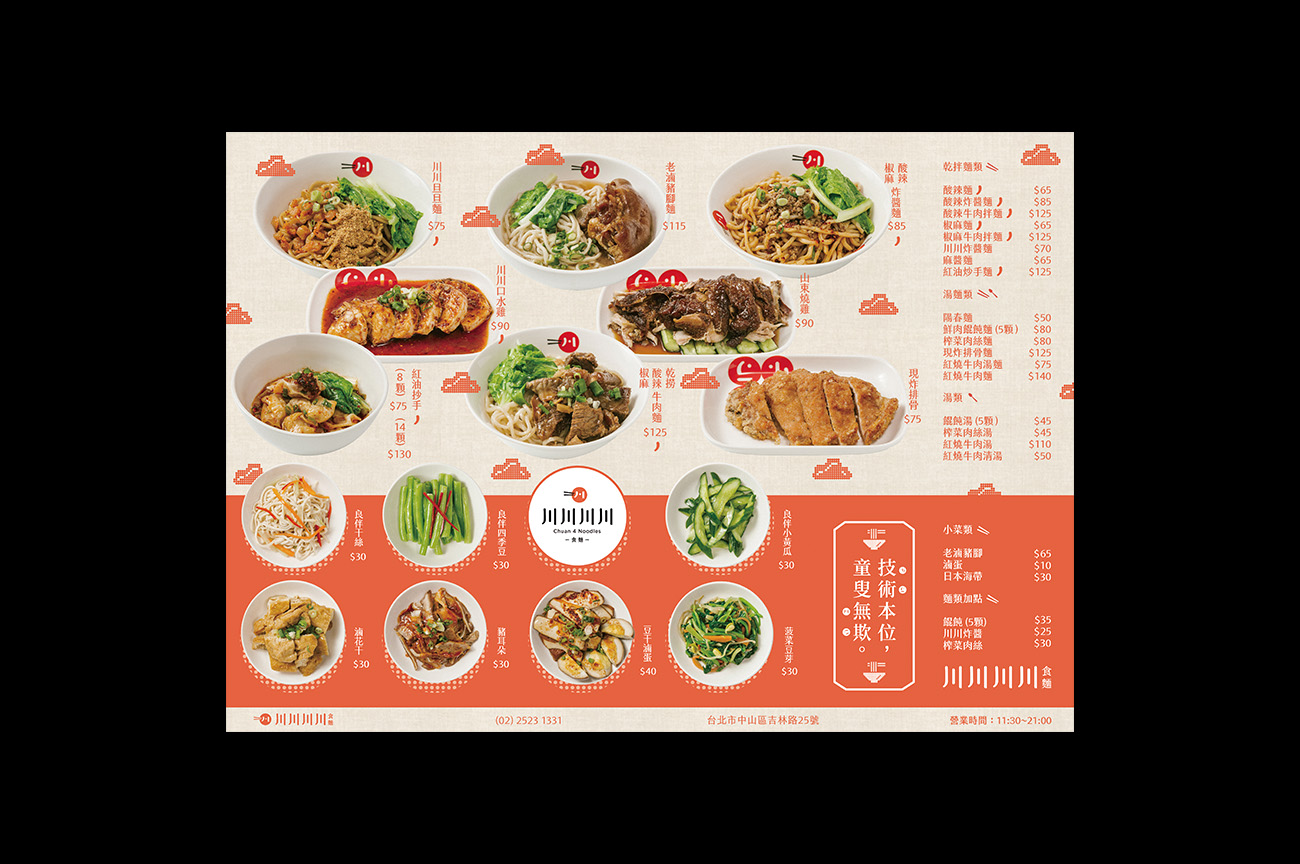 川川旦旦麵
$75
老滷豬腳麵
$115
酸辣
椒麻
炸醬麵
$85
川川口水雞
$90
山東燒雞
$90
紅油抄手
(8顆) $75
(14顆) $130
乾撈
酸辣
椒麻
牛肉麵
$125
現炸排骨
$75
乾拌麵類
酸辣麵 $65
酸辣炸醬麵 $85
酸辣牛肉拌麵 $125
椒麻麵 $65
椒麻牛肉拌麵 $125
川川炸醬麵 $70
麻醬麵 $65
紅油炒手麵 $125
湯麵類
陽春麵 $50
鮮肉餛飩麵 (5顆) $80
榨菜肉絲麵 $80
現炸排骨麵 $125
紅燒牛肉湯麵 $75
紅燒牛肉麵 $140
湯類
餛飩湯 (5顆) $45
榨菜肉絲湯 $45
紅燒牛肉湯 $110
紅燒牛肉清湯 $50
良伴干絲
$30
良伴四季豆
$30
川川川川
Chuan 4 Noodles
食麵
良伴小黃瓜
$30
滷花干
$30
豬耳朵
$30
豆干滷蛋
$40
菠菜豆芽
$30
技術本位，
童叟無欺。
小菜類
老滷豬腳 $65
滷蛋 $10
日本海帶 $30
麵類加點
餛飩 (5顆) $35
川川炸醬 $25
榨菜肉絲 $30
川川川川 食麵
川川川川 食麵
(02) 2523 1331
台北市中山區吉林路25號
營業時間：11:30~21:00